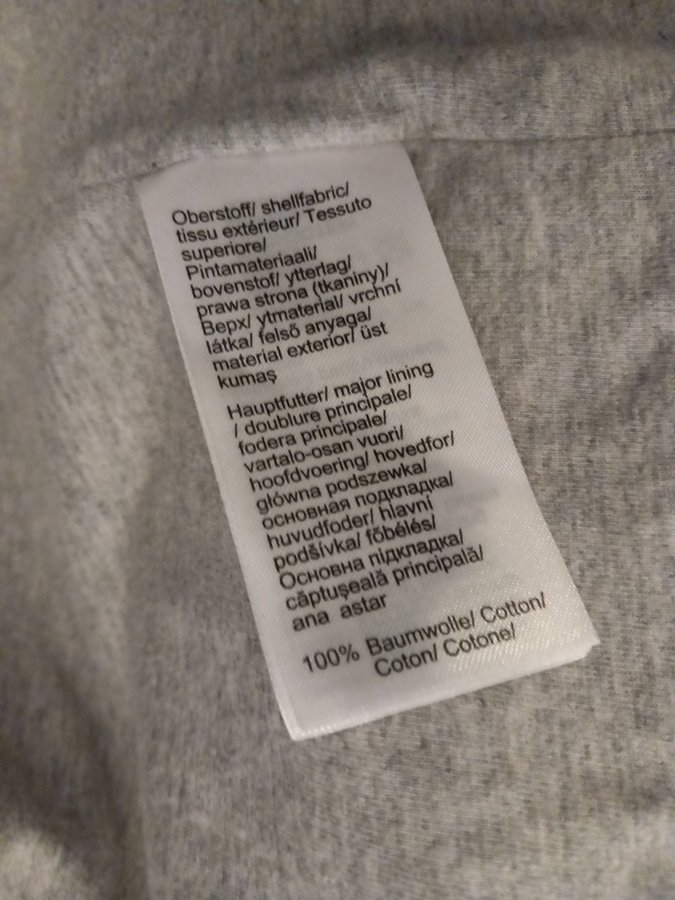 Oberstoff/ shellfabric/
tissu extérieur/ Tessuto
superiore/
Pintamateriaali/
bovenstof/ ytterlag/
prawa strona (tkaniny)/
Верх/ ytmaterial/ vrchní
látka/ felső anyaga/
material exterior/ üst
kumaş
Hauptfutter/ major lining
/ doublure principale/
fodera principale/
vartalo-osan vuori/
hoofdvoering/ hovedfor/
główna podszewka/
основная подкладка/
huvudfoder/ hlavní
podšívka/ főbélés/
Основна підкладка/
căptuşeală principală/
ana astar
100% Baumwolle/ Cotton/
Coton/ Cotone/